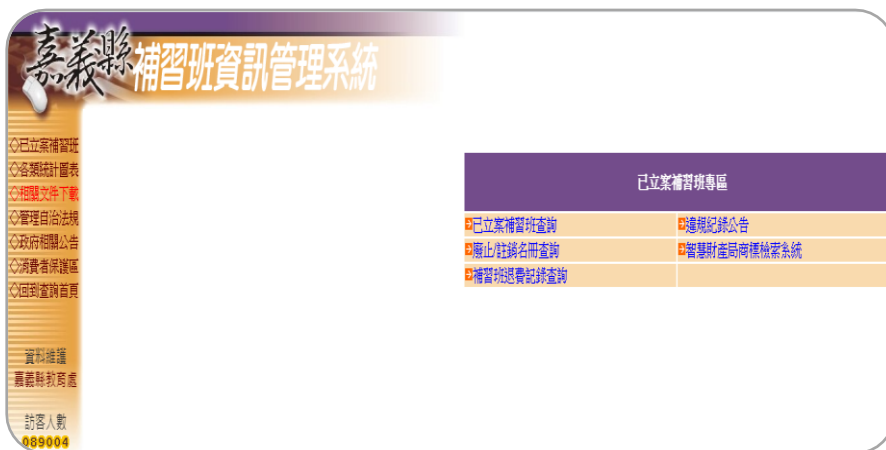 嘉義縣補習班資訊管理系統
◇已立案補習班
◇各類統計圖表
◇相關文件下載
◇管理自治法規
◇政府相關公告
◇消費者保護區
◇回到查詢首頁
資料維護
嘉義縣教育處
訪客人數
089004
已立案補習班專區
已立案補習班查詢 違規紀錄公告
廢止/註銷名冊查詢 智慧財產局商標檢索系統
補習班退費記錄查詢